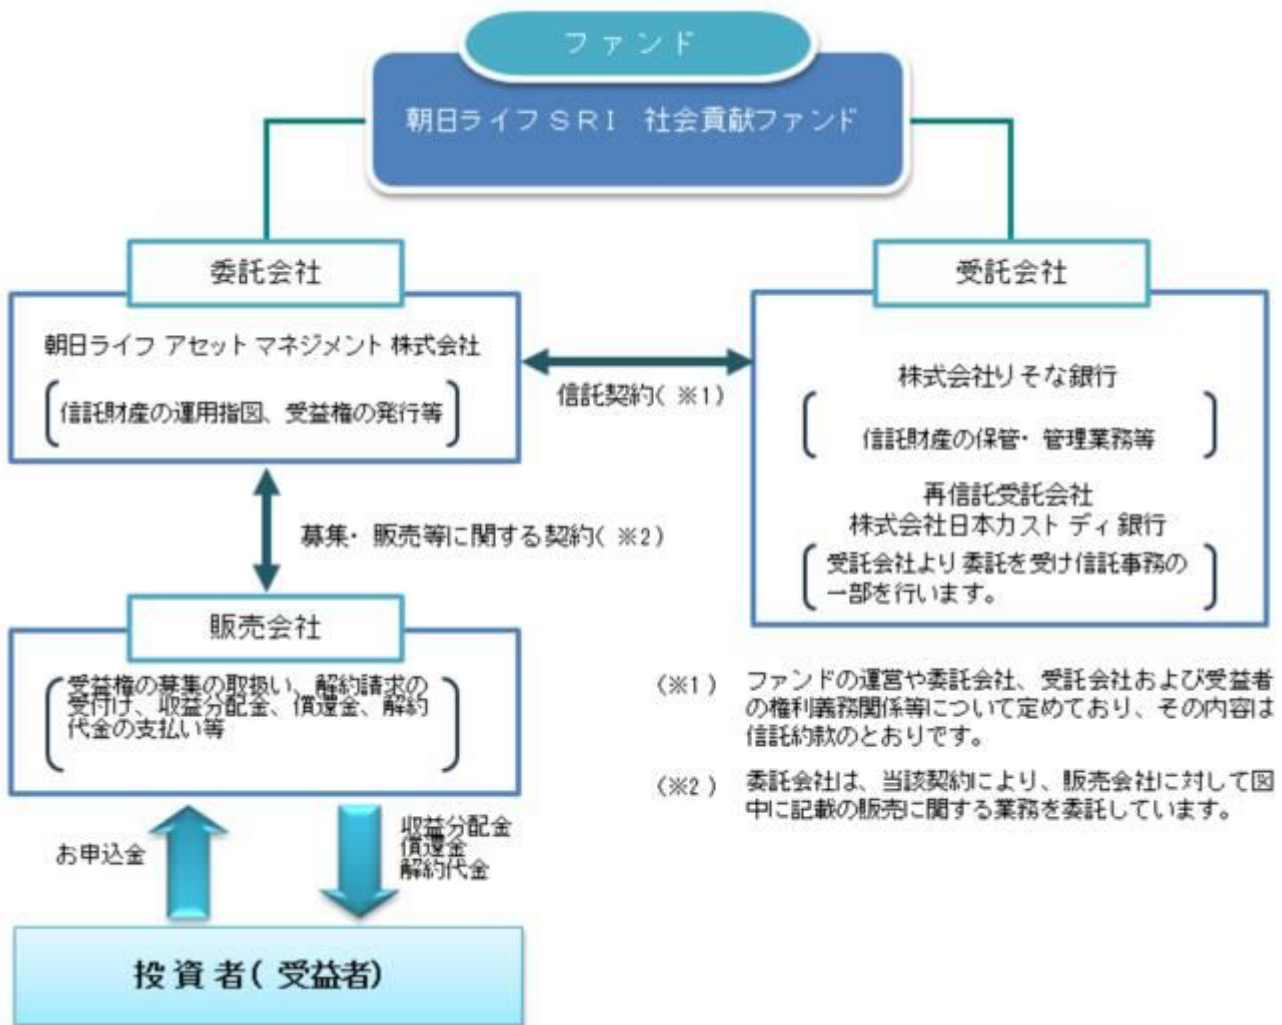 ファンド
朝日ライフSRI 社会貢献ファンド
委託会社
朝日ライフ アセット マネジメント 株式会社
信託財産の運用指図、受益権の発行等
信託契約( ※1)
受託会社
株式会社りそな銀行
信託財産の保管・管理業務等
再信託受託会社
株式会社日本カストディ銀行
受託会社より委託を受け信託事務の
一部を行います。
募集・販売等に関する契約( ※2)
販売会社
受益権の募集の取扱い、解約請求の
受付け、収益分配金、償還金、解約
代金の支払い等
(※1) ファンドの運営や委託会社、受託会社および受益者
の権利義務関係等について定めており、その内容は
信託約款のとおりです。
(※2) 委託会社は、当該契約により、販売会社に対して図
中に記載の販売に関する業務を委託しています。
お申込金
収益分配金
償還金
解約代金
投資者( 受益者)